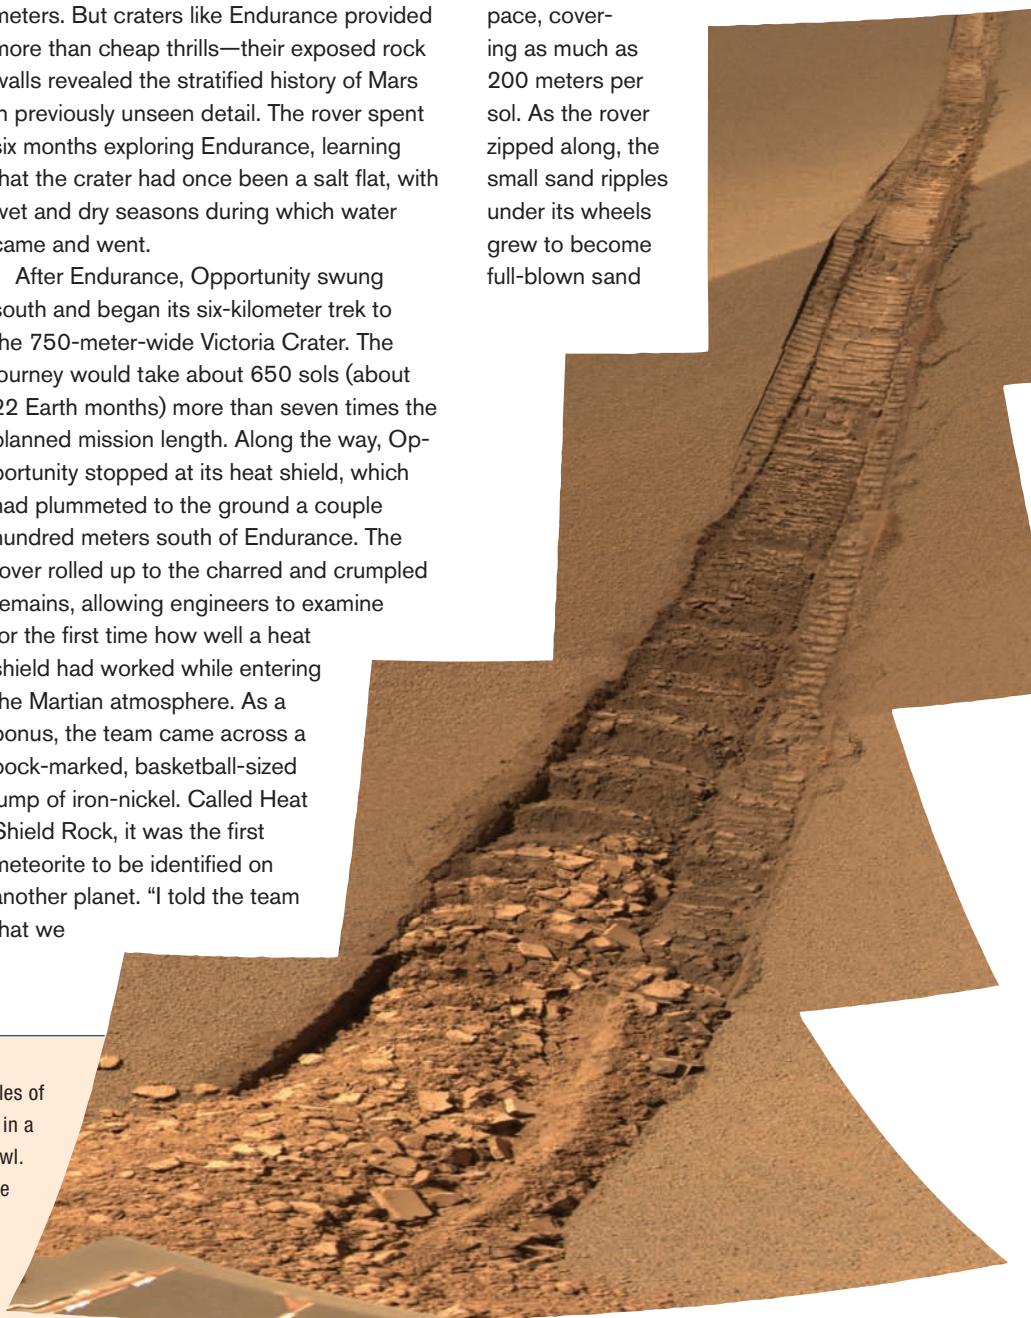 meters. But craters like Endurance provided
more than cheap thrills—their exposed rock
walls revealed the stratified history of Mars
n previously unseen detail. The rover spent
six months exploring Endurance, learning
that the crater had once been a salt flat, with
wet and dry seasons during which water
came and went.
After Endurance, Opportunity swung
south and began its six-kilometer trek to
the 750-meter-wide Victoria Crater. The
journey would take about 650 sols (about
22 Earth months) more than seven times the
planned mission length. Along the way, Op-
portunity stopped at its heat shield, which
had plummeted to the ground a couple
hundred meters south of Endurance. The
rover rolled up to the charred and crumpled
remains, allowing engineers to examine
for the first time how well a heat
shield had worked while entering
the Martian atmosphere. As a
bonus, the team came across a
pock-marked, basketball-sized
lump of iron-nickel. Called Heat
Shield Rock, it was the first
meteorite to be identified on
another planet. “I told the team
that we
pace, cover-
ing as much as
200 meters per
sol. As the rover
zipped along, the
small sand ripples
under its wheels
grew to become
full-blown sand
les of
in a
wl.
e